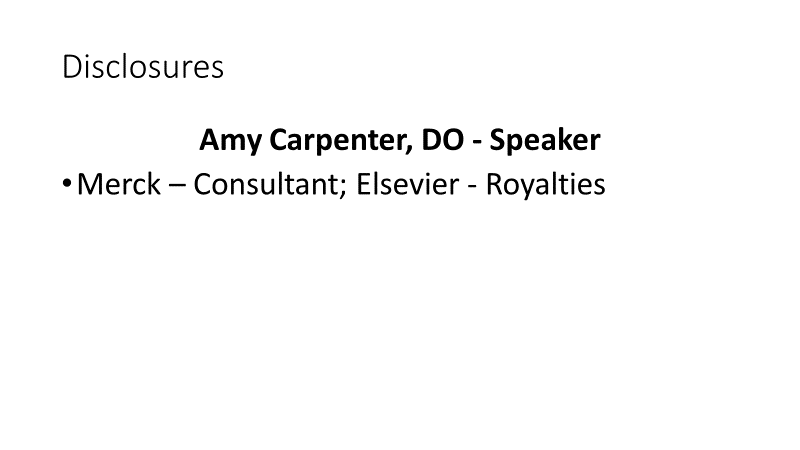 Disclosures
Amy Carpenter, DO - Speaker
•Merck – Consultant; Elsevier - Royalties